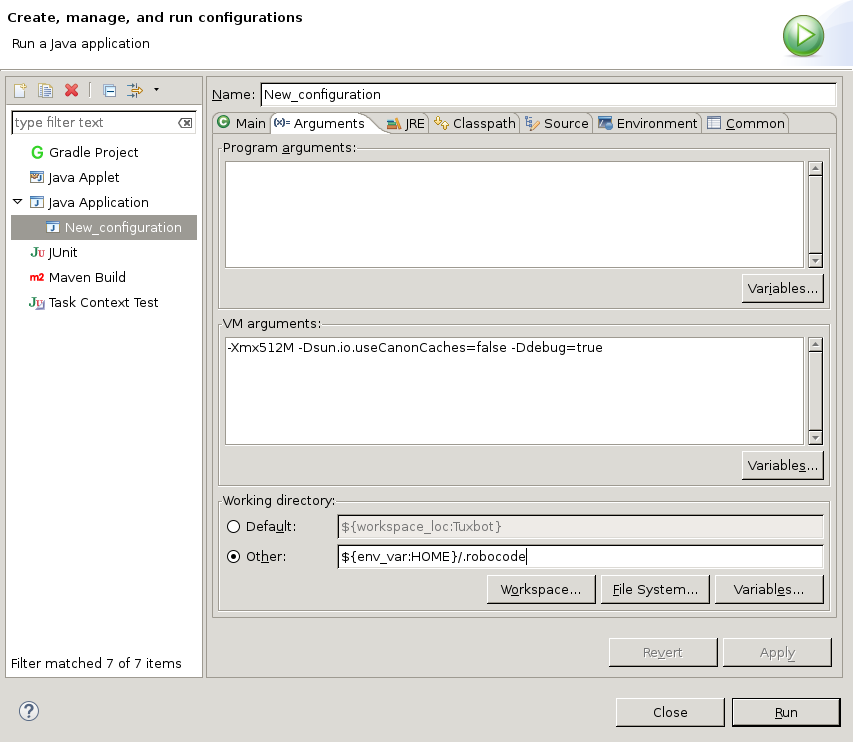 Create, manage, and run configurations
Run a Java application
type filter text
G Gradle Project
Java Applet
Java Application
New_configuration
Ju JUnit
m2 Maven Build
Ju Task Context Test
Filter matched 7 of 7 items
Name: New_configuration
Main (x)= Arguments JRE Classpath Source Environment Common
Program arguments:
Variables...
VM arguments:
-Xmx512M -Dsun.io.useCanonCaches=false -Ddebug=true
Variables...
Working directory:
Default: ${workspace_loc:Tuxbot}
Other: ${env_var:HOME}/.robocode
Workspace... File System... Variables...
Revert Apply
? Close Run